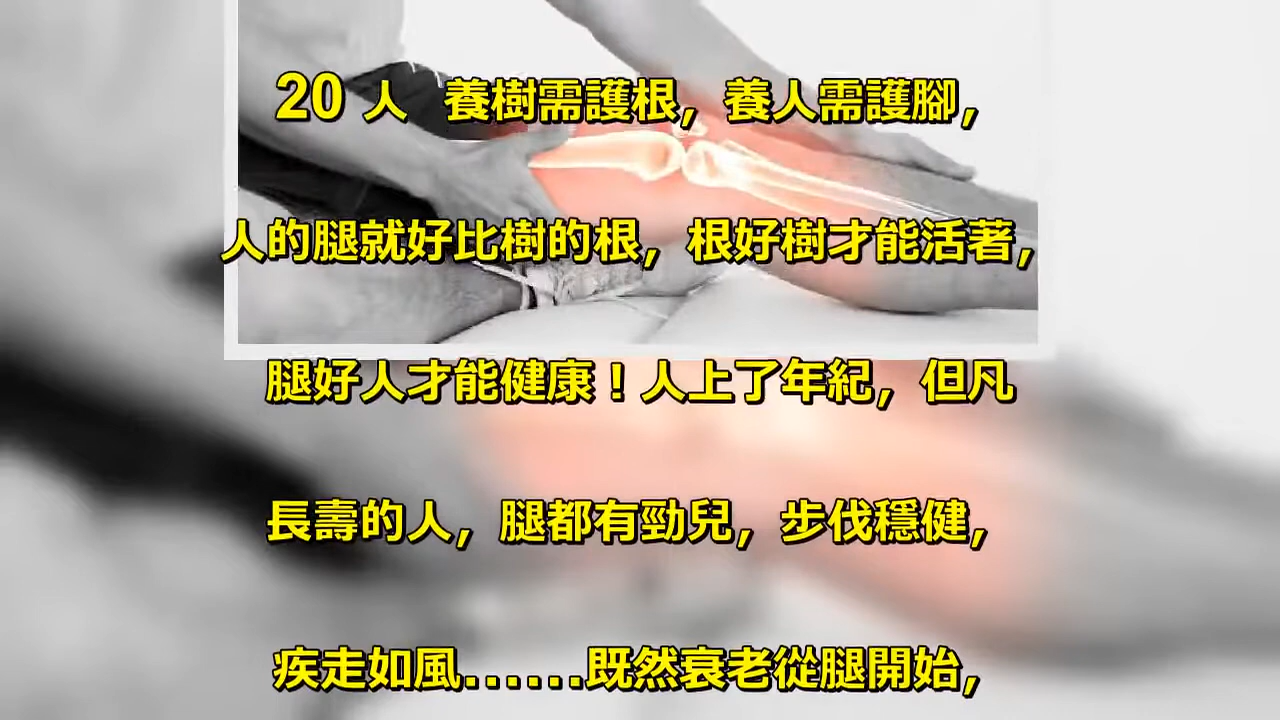 20 人 養樹需護根，養人需護腳，
人的腿就好比樹的根，根好樹才能活著，
腿好人才能健康！人上了年紀，但凡
長壽的人，腿都有勁兒，步伐穩健，
疾走如風……既然衰老從腿開始，